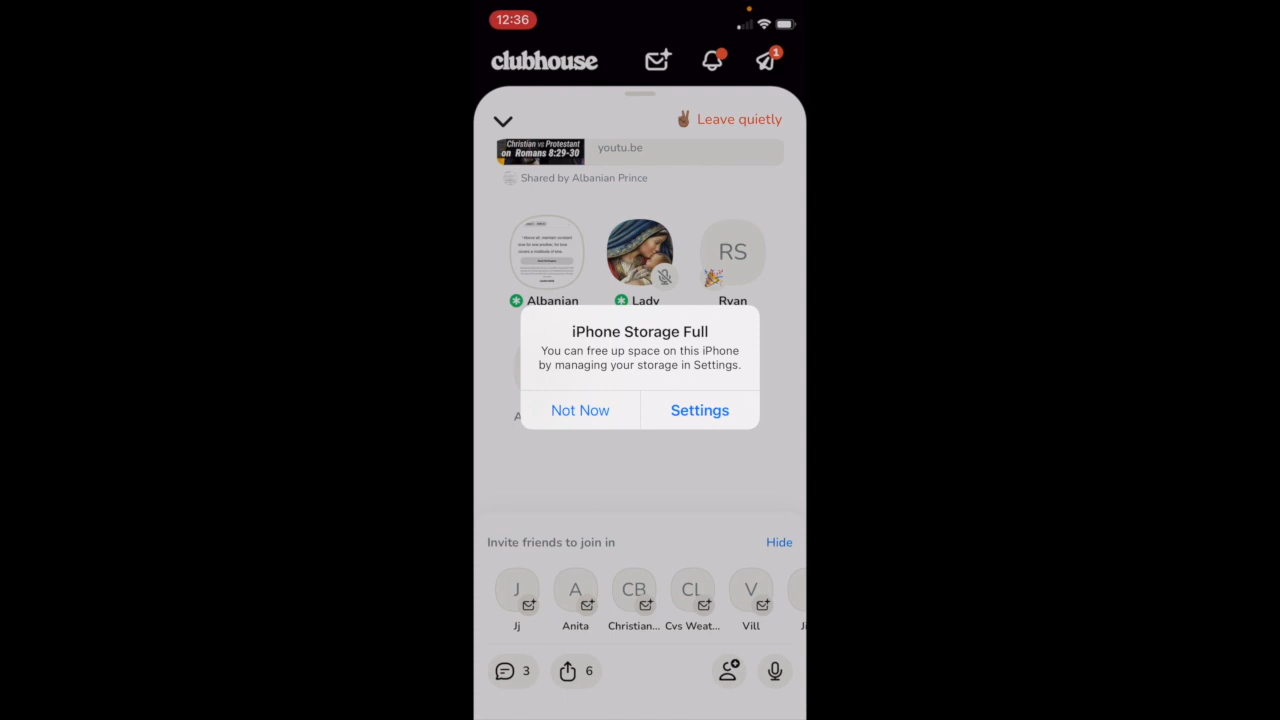 12:36
clubhouse
1
Leave quietly
Christian vs Protestant
on Romans 8:29-30
youtu.be
Shared by Albanian Prince
RS
Albanian
Lady
Ryan
iPhone Storage Full
You can free up space on this iPhone
by managing your storage in Settings.
Not Now
Settings
A
Invite friends to join in
Hide
J
A
CB
CL
V
Jj
Anita
Christian...
Cvs Weat...
Vill
3
6